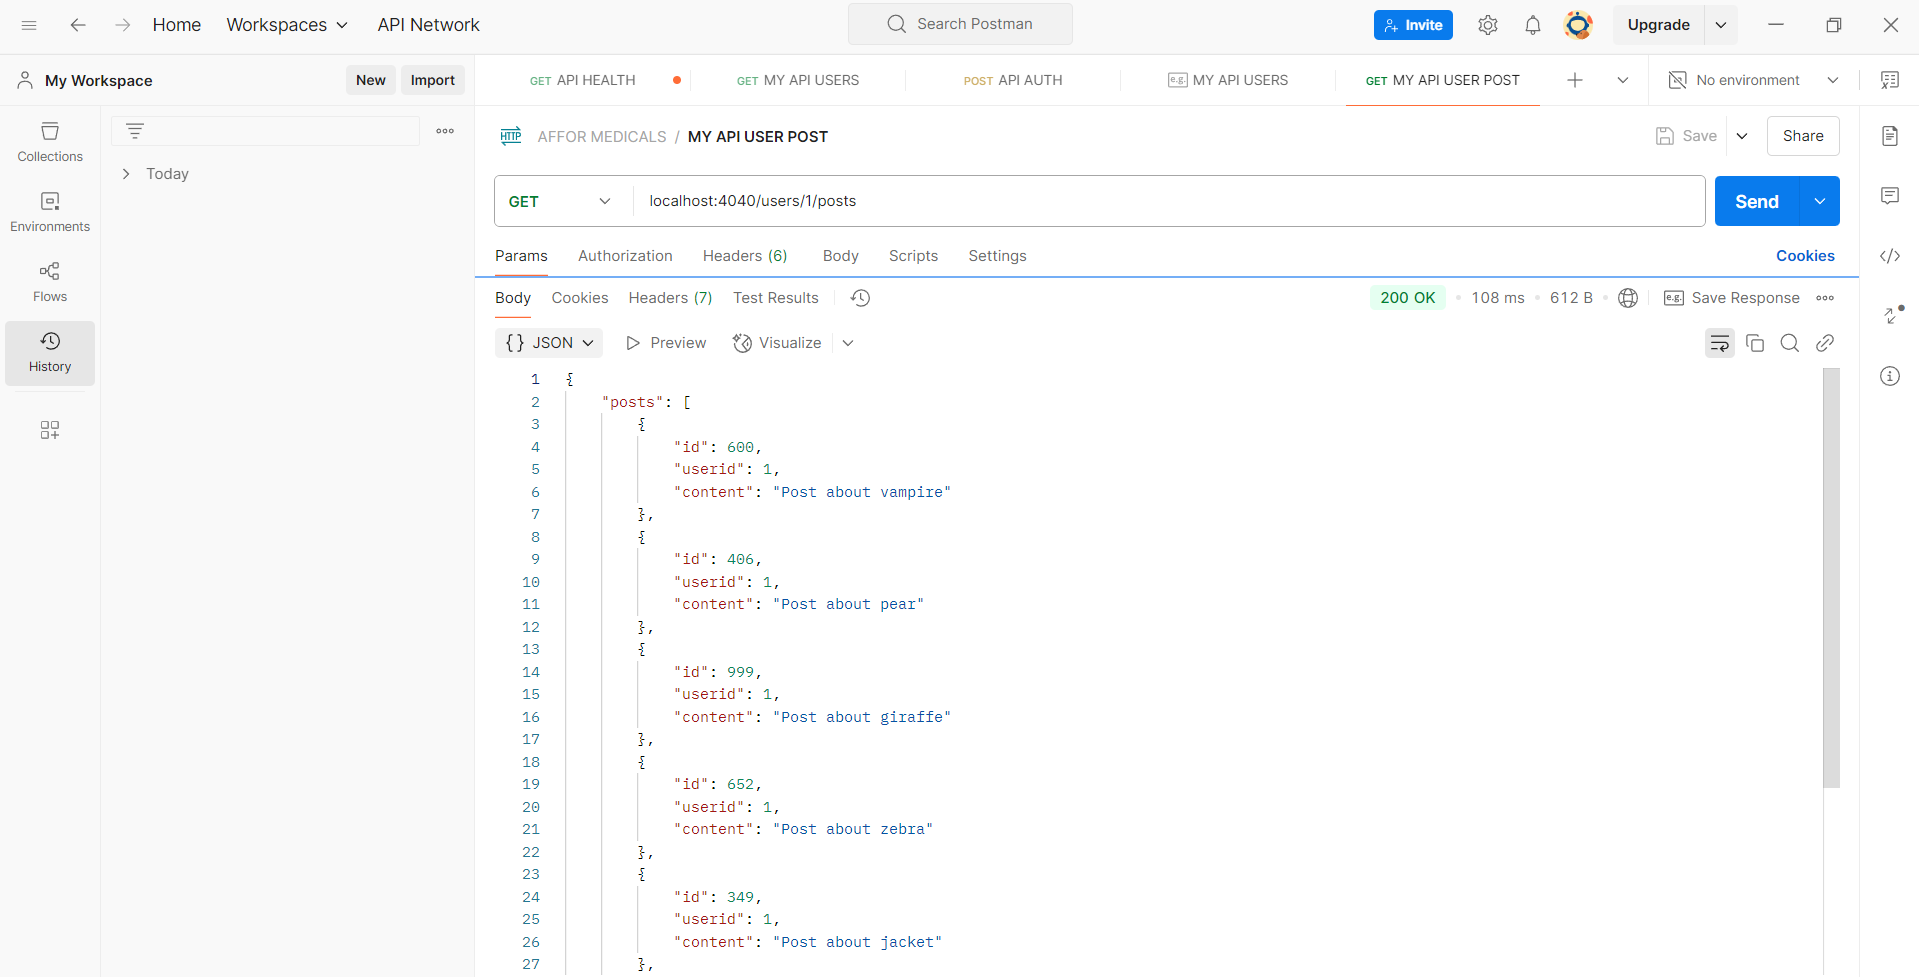 Home Workspaces API Network Search Postman Invite Upgrade
My Workspace New Import GET API HEALTH GET MY API USERS POST API AUTH e.g. MY API USERS GET MY API USER POST No environment
HTTP AFFOR MEDICALS / MY API USER POST Save Share
Collections
Today
Environments
Flows
History
GET localhost:4040/users/1/posts Send
Params Authorization Headers (6) Body Scripts Settings Cookies
Body Cookies Headers (7) Test Results 200 OK 108 ms 612 B e.g. Save Response
{} JSON Preview Visualize
1 {
2 "posts": [
3 {
4 "id": 600,
5 "userid": 1,
6 "content": "Post about vampire"
7 },
8 {
9 "id": 406,
10 "userid": 1,
11 "content": "Post about pear"
12 },
13 {
14 "id": 999,
15 "userid": 1,
16 "content": "Post about giraffe"
17 },
18 {
19 "id": 652,
20 "userid": 1,
21 "content": "Post about zebra"
22 },
23 {
24 "id": 349,
25 "userid": 1,
26 "content": "Post about jacket"
27 },